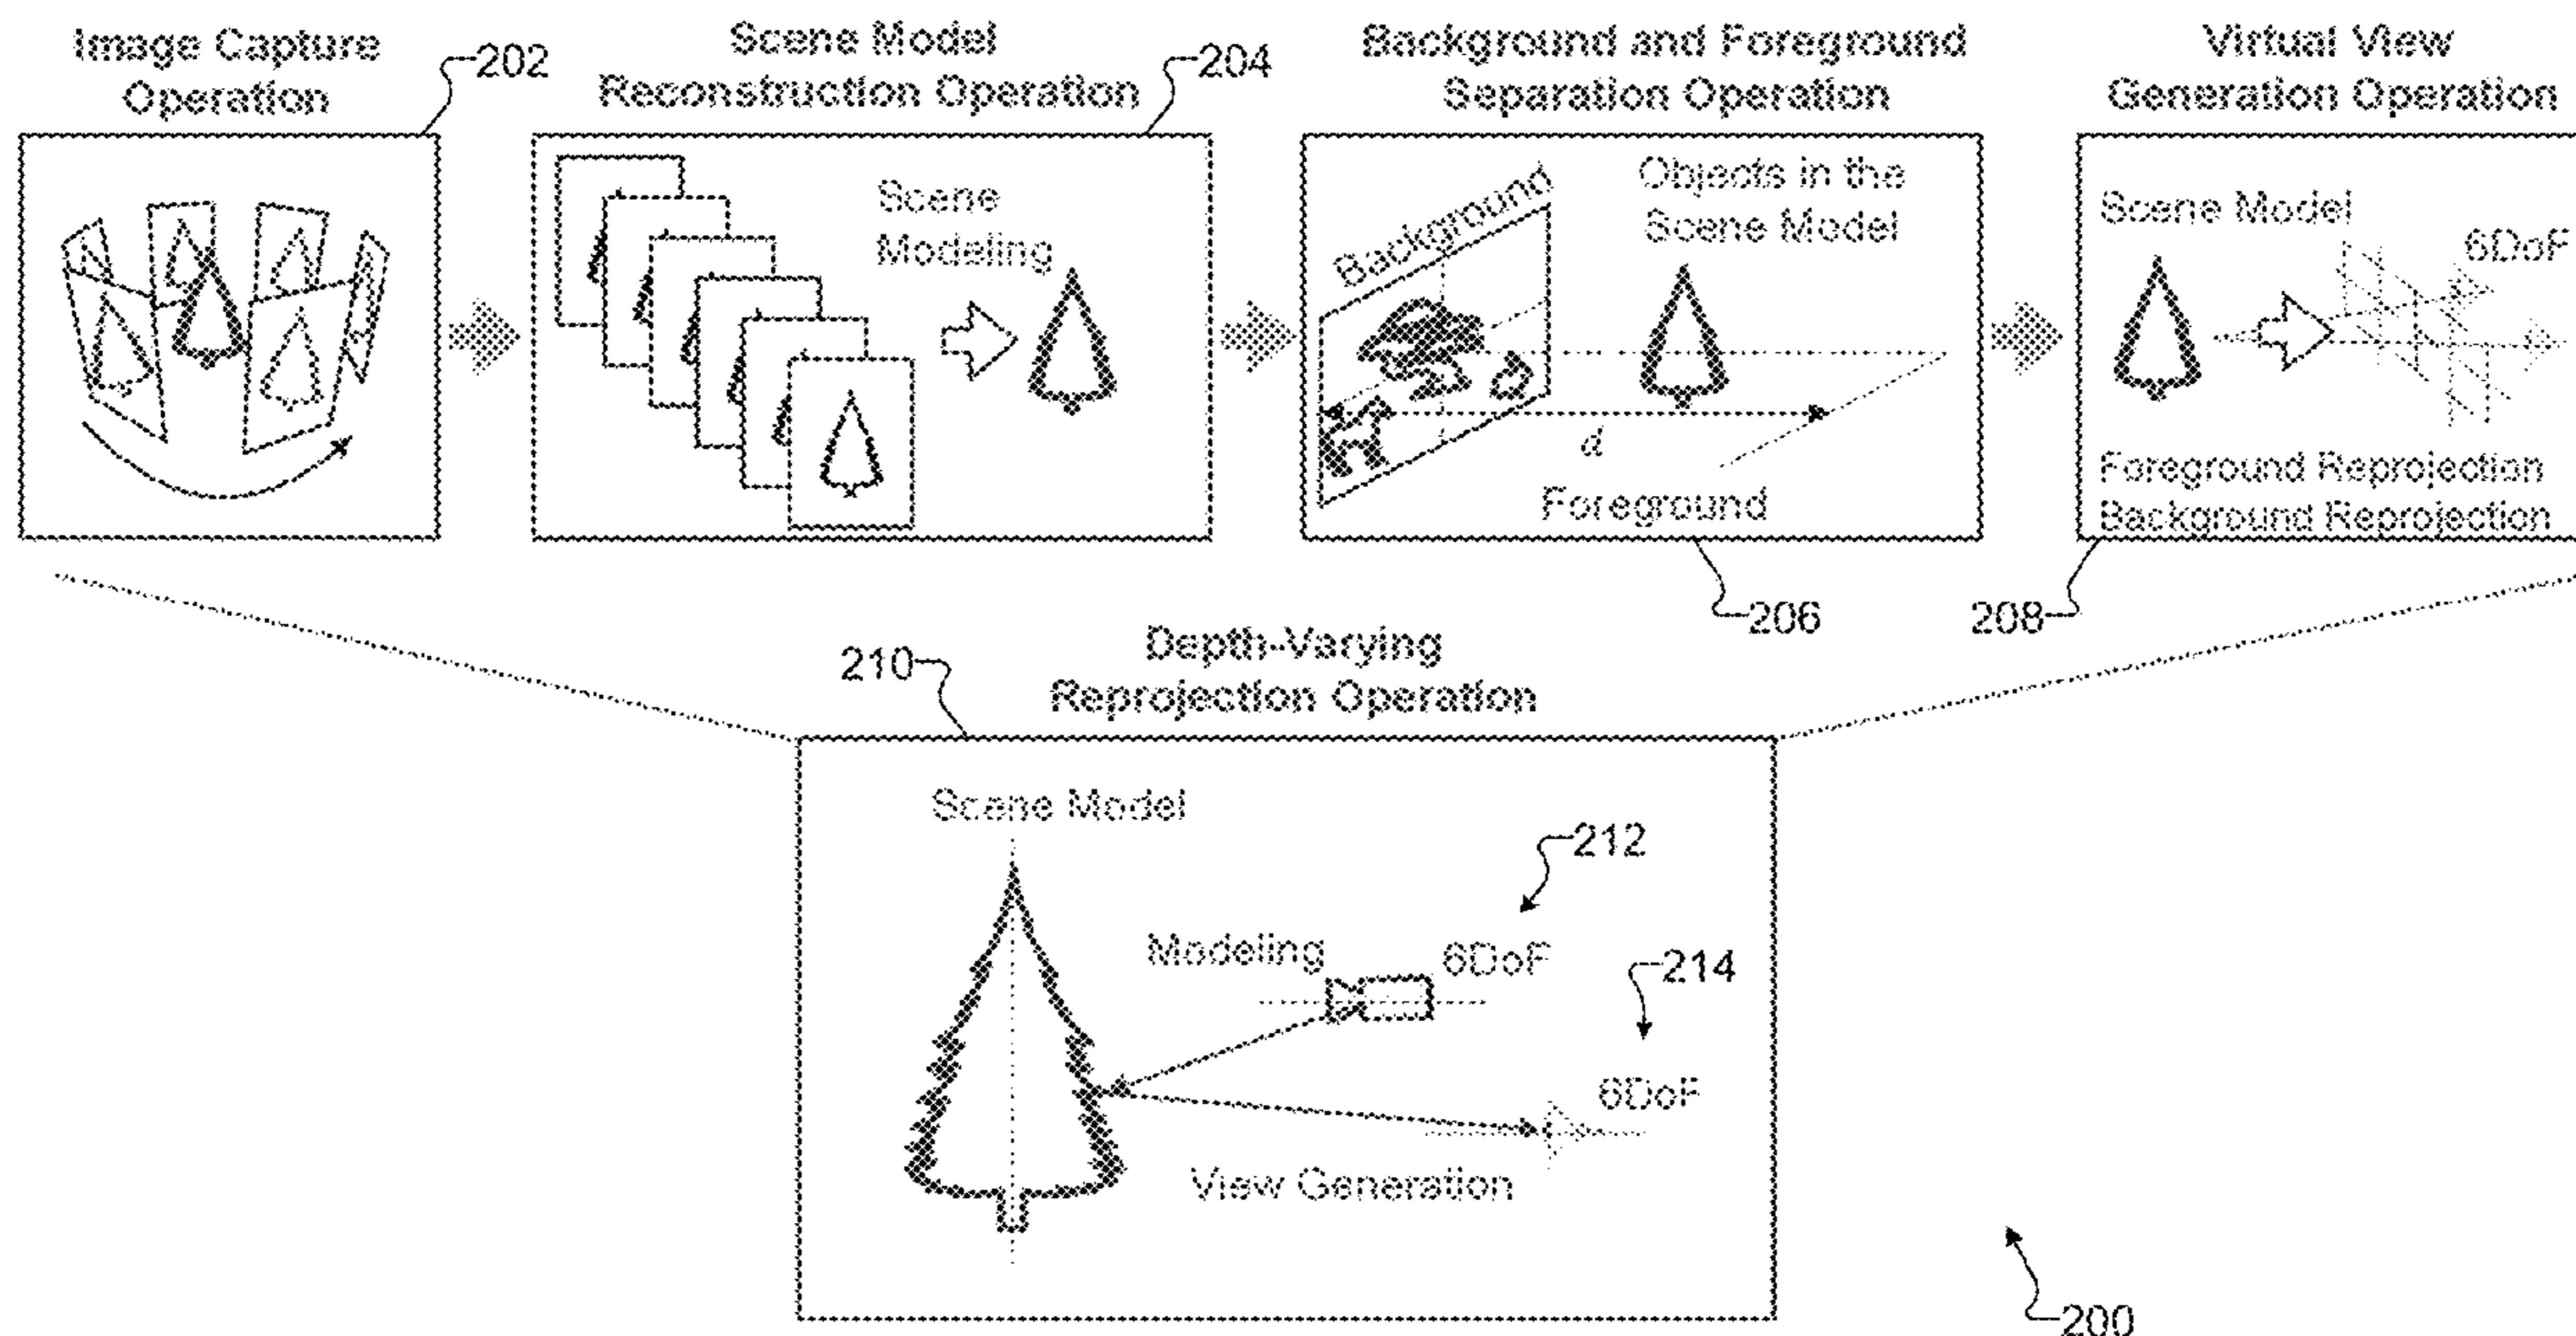 Image Capture
Operation
202
Scene Model
Reconstruction Operation
204
Background and Foreground
Separation Operation
Virtual View
Generation Operation
Scene
Modeling
Background
Objects in the
Scene Model
d
Foreground
Scene Model
6DoF
Foreground Reprojection
Background Reprojection
206
208
210
Depth-Varying
Reprojection Operation
Scene Model
212
Modeling
6DoF
214
6DoF
View Generation
200